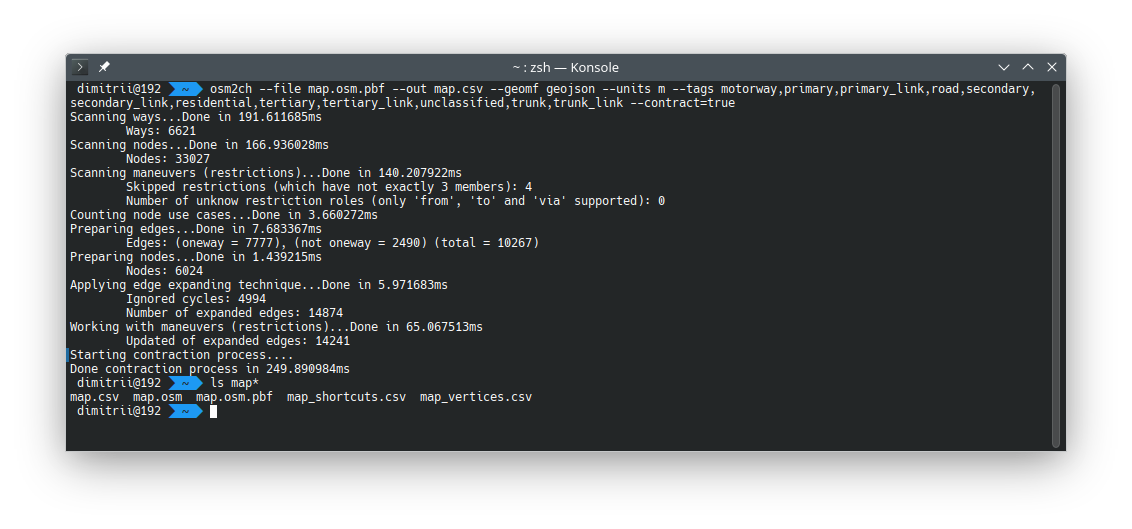 ~ : zsh — Konsole
dimitrii@192 ~ osm2ch --file map.osm.pbf --out map.csv --geomf geojson --units m --tags motorway,primary,primary_link,road,secondary,
secondary_link,residential,tertiary,tertiary_link,unclassified,trunk,trunk_link --contract=true
Scanning ways...Done in 191.611685ms
Ways: 6621
Scanning nodes...Done in 166.936028ms
Nodes: 33027
Scanning maneuvers (restrictions)...Done in 140.207922ms
Skipped restrictions (which have not exactly 3 members): 4
Number of unknow restriction roles (only 'from', 'to' and 'via' supported): 0
Counting node use cases...Done in 3.660272ms
Preparing edges...Done in 7.683367ms
Edges: (oneway = 7777), (not oneway = 2490) (total = 10267)
Preparing nodes...Done in 1.439215ms
Nodes: 6024
Applying edge expanding technique...Done in 5.971683ms
Ignored cycles: 4994
Number of expanded edges: 14874
Working with maneuvers (restrictions)...Done in 65.067513ms
Updated of expanded edges: 14241
Starting contraction process....
Done contraction process in 249.890984ms
dimitrii@192 ~ ls map*
map.csv map.osm map.osm.pbf map_shortcuts.csv map_vertices.csv
dimitrii@192 ~